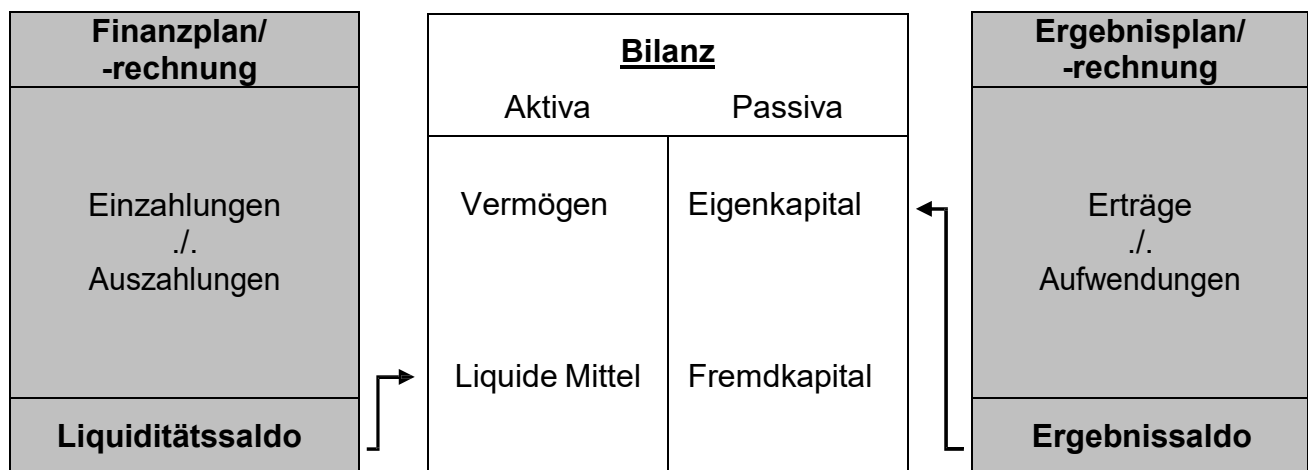 Finanzplan/
-rechnung
Einzahlungen
./.
Auszahlungen
Liquiditätssaldo
Bilanz
Aktiva Passiva
Vermögen Eigenkapital
Liquide Mittel Fremdkapital
Ergebnisplan/
-rechnung
Erträge
./.
Aufwendungen
Ergebnissaldo